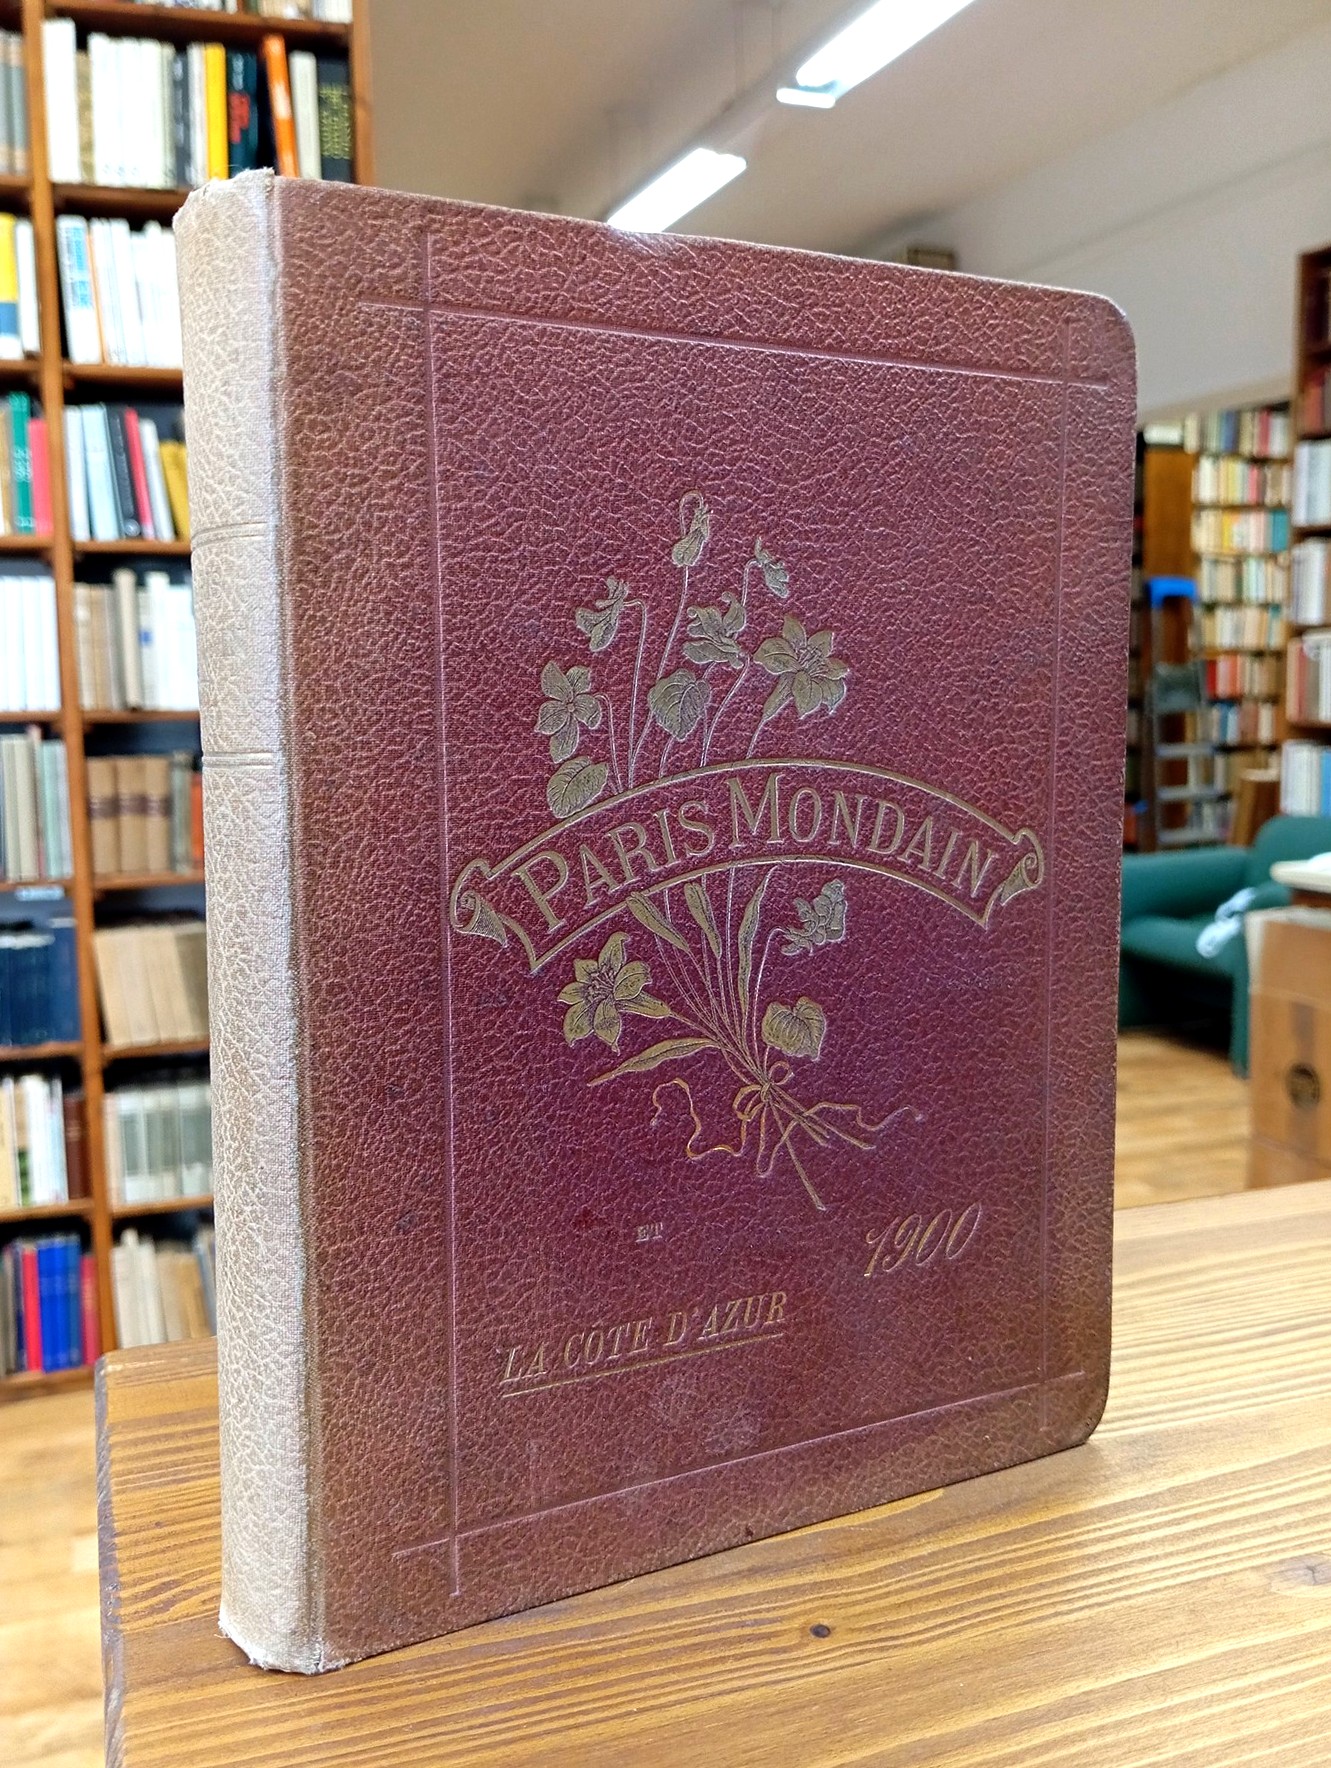 PARIS MONDAIN
ET
1900
LA COTE D'AZUR